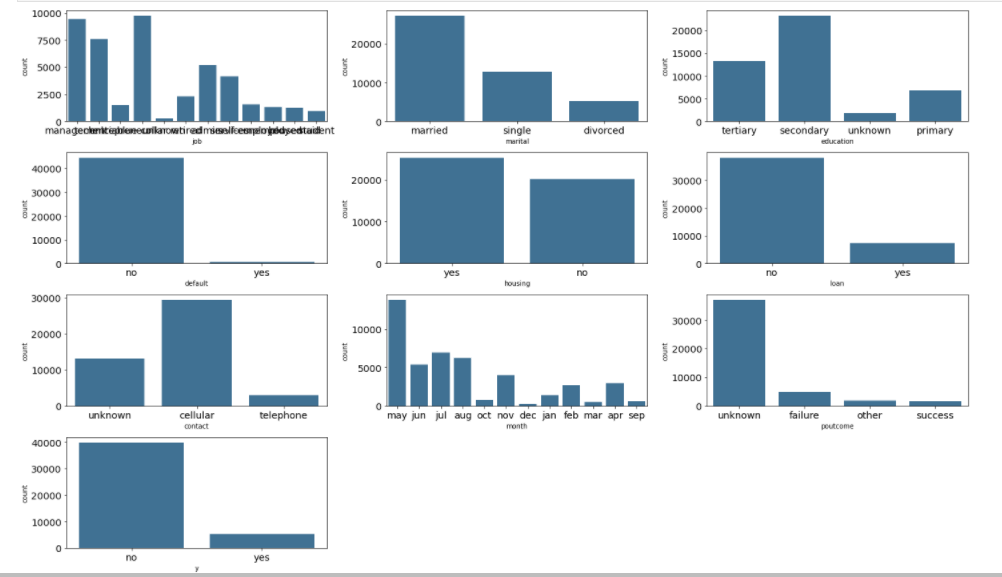 10000
7500
5000
2500
0
count
job
20000
10000
0
count
married single divorced
marital
20000
15000
10000
5000
0
count
tertiary secondary unknown primary
education
40000
30000
20000
10000
0
count
no yes
default
20000
10000
0
count
yes no
housing
30000
20000
10000
0
count
no yes
loan
30000
20000
10000
0
count
unknown cellular telephone
contact
10000
5000
0
count
may jun jul aug oct nov dec jan feb mar apr sep
month
30000
20000
10000
0
count
unknown failure other success
poutcome
40000
30000
20000
10000
0
count
no yes
y